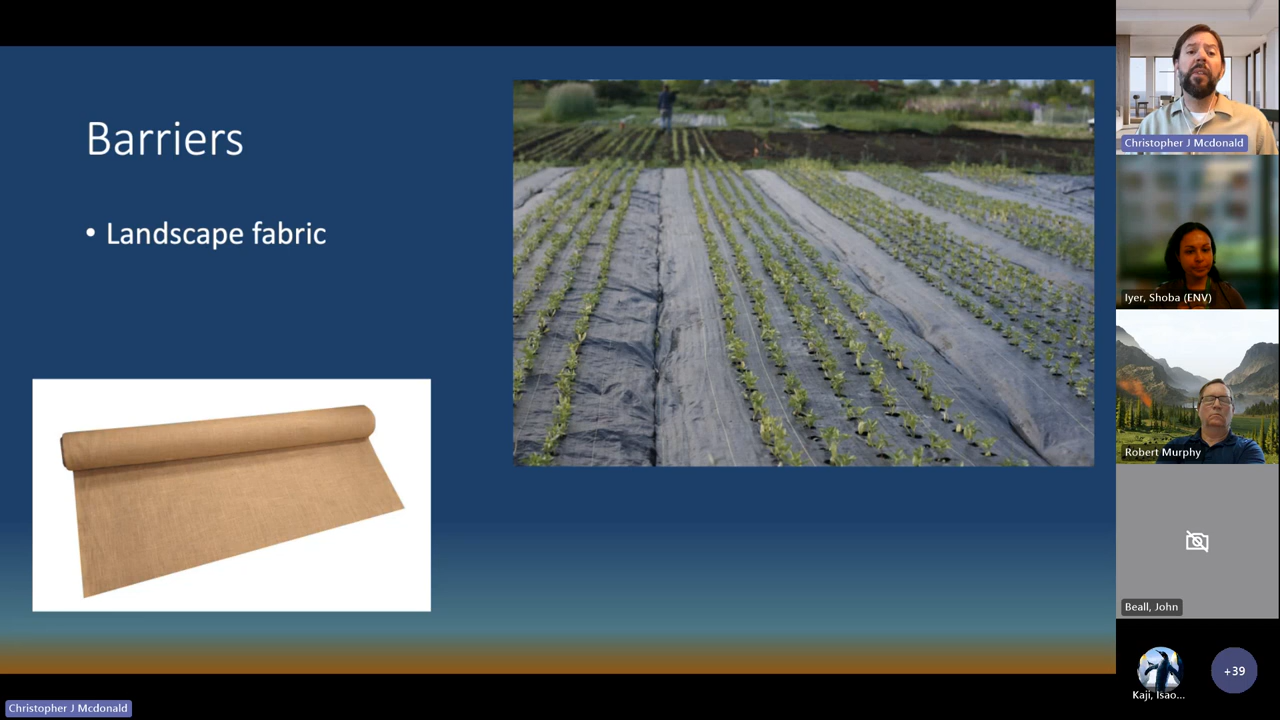 Barriers
• Landscape fabric
Christopher J Mcdonald
Iyer, Shoba (ENV)
Robert Murphy
Beall, John
Kaji, Isao...
+39
Christopher J Mcdonald